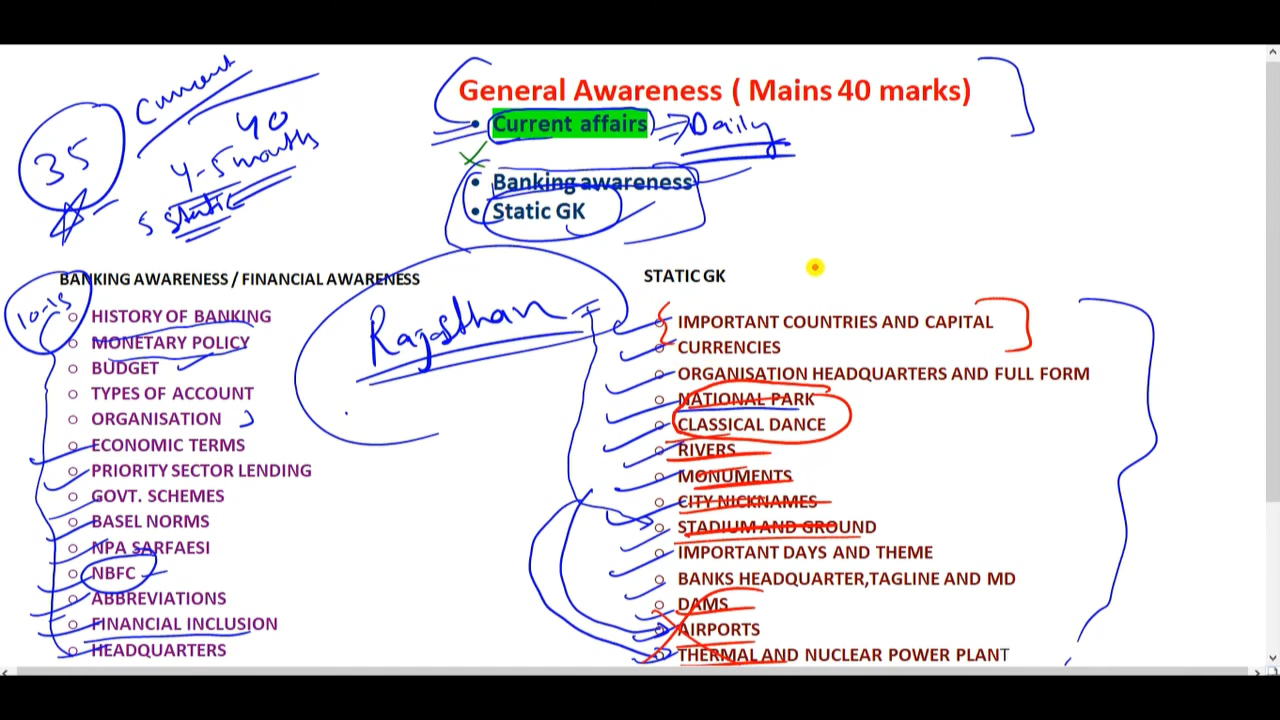 General Awareness ( Mains 40 marks)
• Current affairs Daily
• Banking awareness
• Static GK
Current
35
40
4-5 months
5 static
BANKING AWARENESS / FINANCIAL AWARENESS
10-15
○ HISTORY OF BANKING
○ MONETARY POLICY
○ BUDGET
○ TYPES OF ACCOUNT
○ ORGANISATION
○ ECONOMIC TERMS
○ PRIORITY SECTOR LENDING
○ GOVT. SCHEMES
○ BASEL NORMS
○ NPA SARFAESI
○ NBFC
○ ABBREVIATIONS
○ FINANCIAL INCLUSION
○ HEADQUARTERS
Rajasthan
STATIC GK
○ IMPORTANT COUNTRIES AND CAPITAL
○ CURRENCIES
○ ORGANISATION HEADQUARTERS AND FULL FORM
○ NATIONAL PARK
○ CLASSICAL DANCE
○ RIVERS
○ MONUMENTS
○ CITY NICKNAMES
○ STADIUM AND GROUND
○ IMPORTANT DAYS AND THEME
○ BANKS HEADQUARTER,TAGLINE AND MD
○ DAMS
○ AIRPORTS
○ THERMAL AND NUCLEAR POWER PLANT